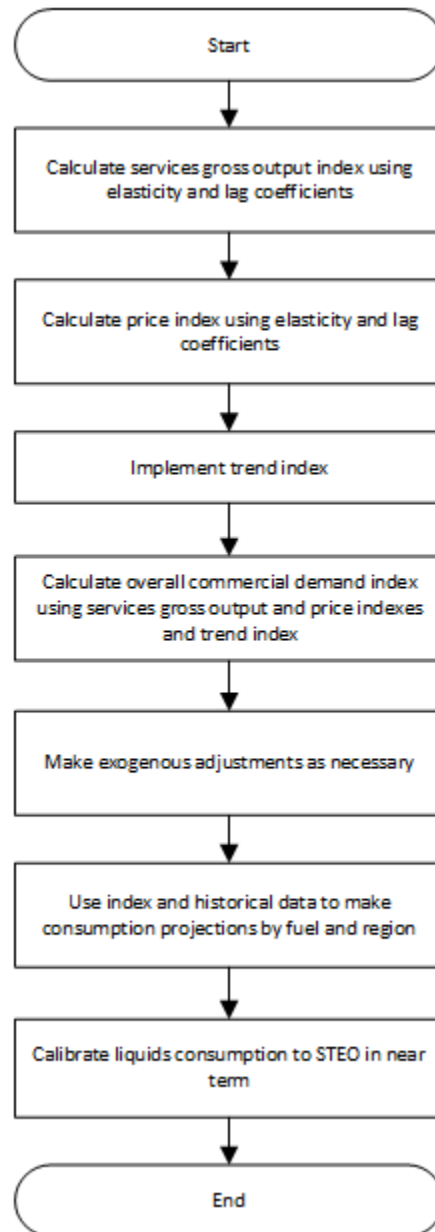 Start
Calculate services gross output index using
elasticity and lag coefficients
Calculate price index using elasticity and lag
coefficients
Implement trend index
Calculate overall commercial demand index
using services gross output and price indexes
and trend index
Make exogenous adjustments as necessary
Use index and historical data to make
consumption projections by fuel and region
Calibrate liquids consumption to STEO in near
term
End